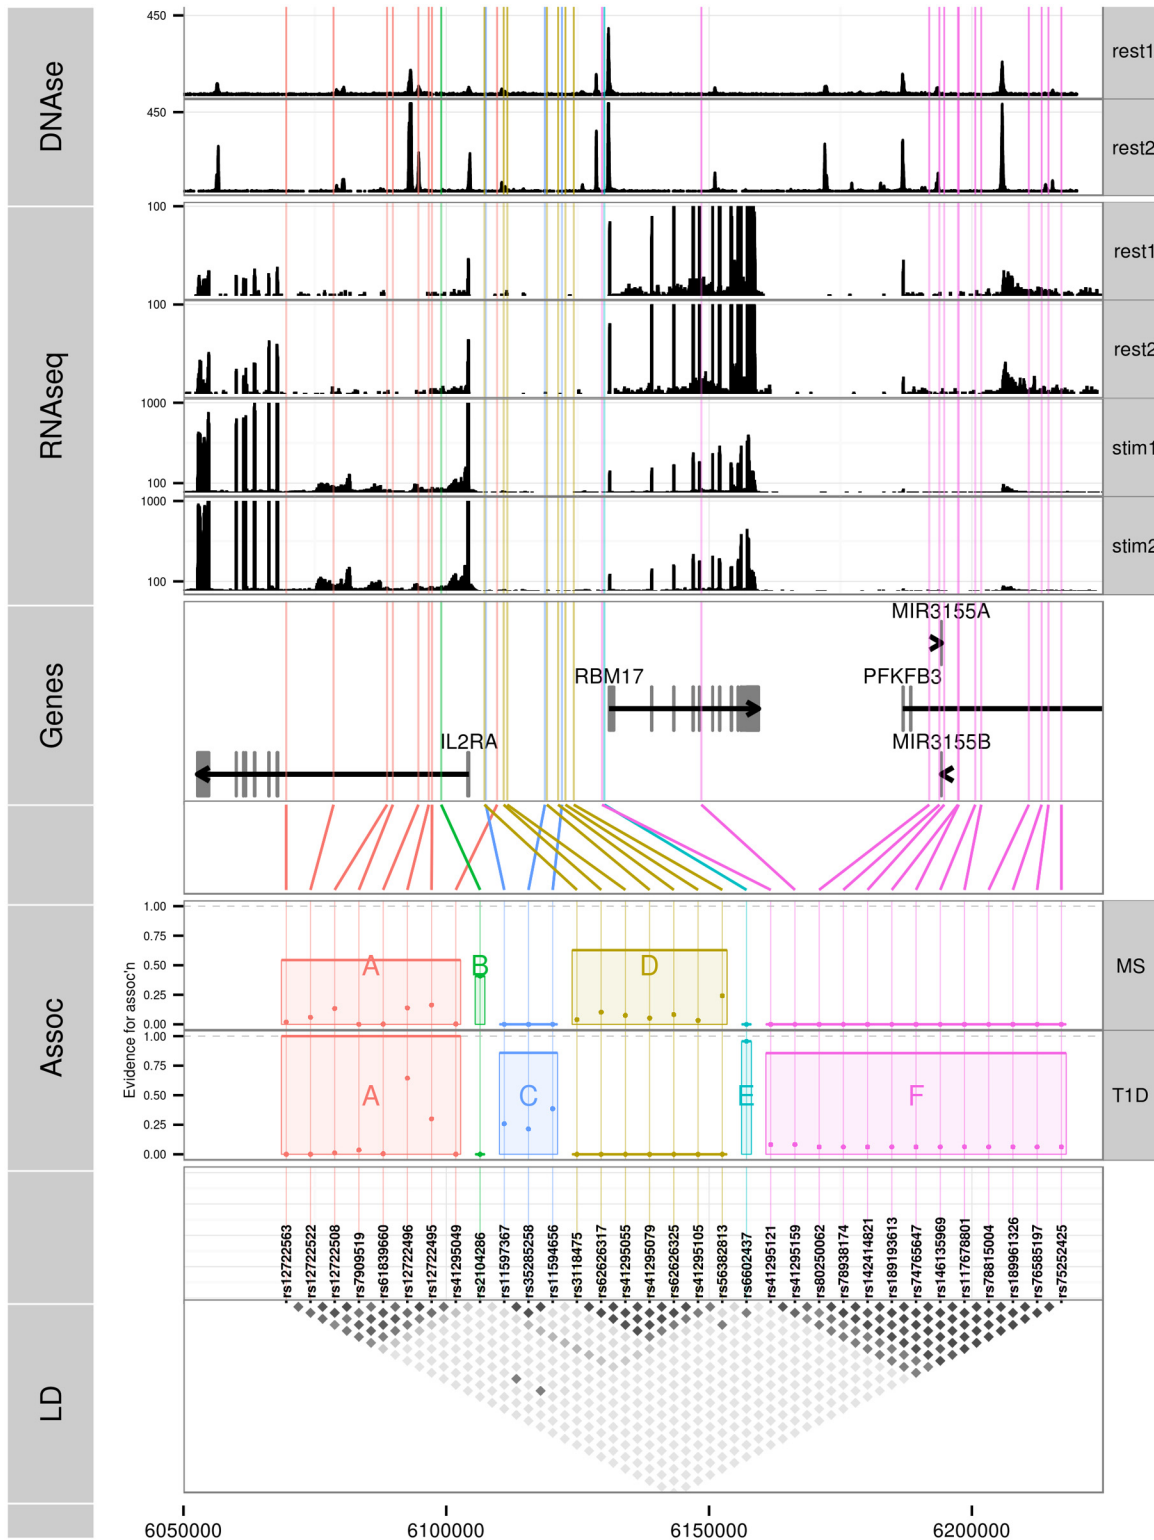 DNAse
450
rest1
450
rest2
RNAseq
100
rest1
100
rest2
1000
100
stim1
1000
100
stim2
Genes
MIR3155A
RBM17
PFKFB3
IL2RA
MIR3155B
Assoc
Evidence for assoc'n
1.00
0.75
0.50
0.25
0.00
A
B
D
MS
1.00
0.75
0.50
0.25
0.00
A
C
E
F
T1D
rs12722563
rs12722522
rs12722508
rs7909519
rs61839660
rs12722496
rs12722495
rs41295049
rs2104286
rs11597367
rs35285258
rs11594656
rs3118475
rs62626317
rs41295055
rs41295079
rs62626325
rs41295105
rs56382813
rs6602437
rs41295121
rs41295159
rs80250062
rs78938174
rs142414821
rs189193613
rs74765647
rs146135969
rs117678801
rs78815004
rs189961326
rs76585197
rs75252425
LD
6050000
6100000
6150000
6200000